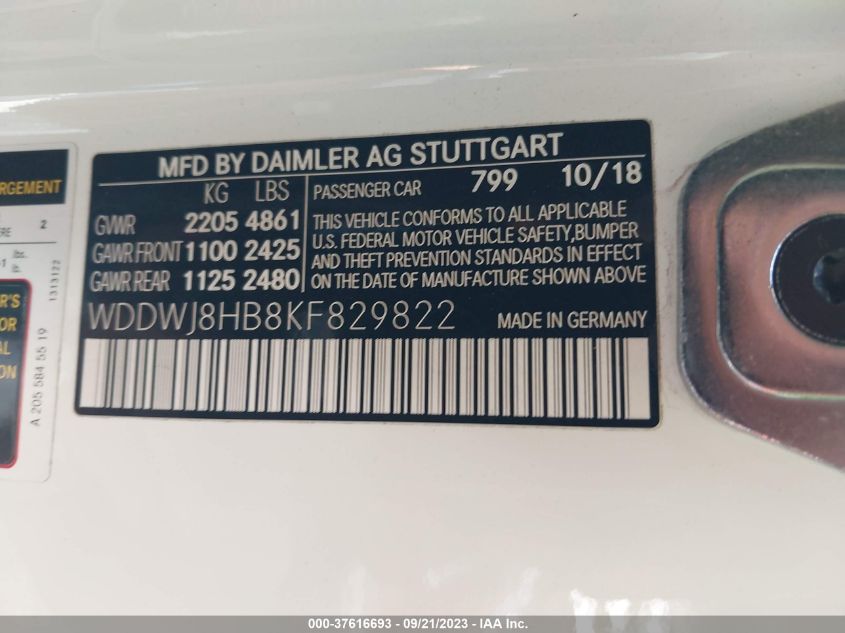 MFD BY DAIMLER AG STUTTGART
KG LBS
GVWR 2205 4861
GAWR FRONT 1100 2425
GAWR REAR 1125 2480
PASSENGER CAR 799 10/18
THIS VEHICLE CONFORMS TO ALL APPLICABLE
U.S. FEDERAL MOTOR VEHICLE SAFETY,BUMPER
AND THEFT PREVENTION STANDARDS IN EFFECT
ON THE DATE OF MANUFACTURE SHOWN ABOVE
WDDWJ8HB8KF829822 MADE IN GERMANY
2
lbs.
1313122
A 205 584 55 19
000-37616693 - 09/21/2023 - IAA Inc.